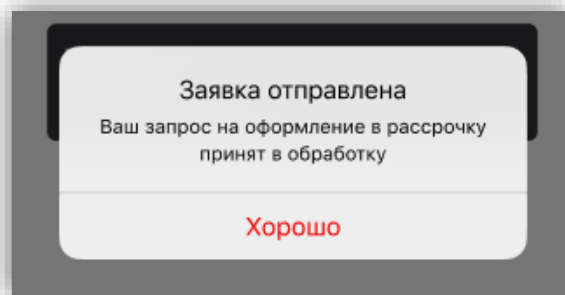 Заявка отправлена
Ваш запрос на оформление в рассрочку
принят в обработку
Хорошо